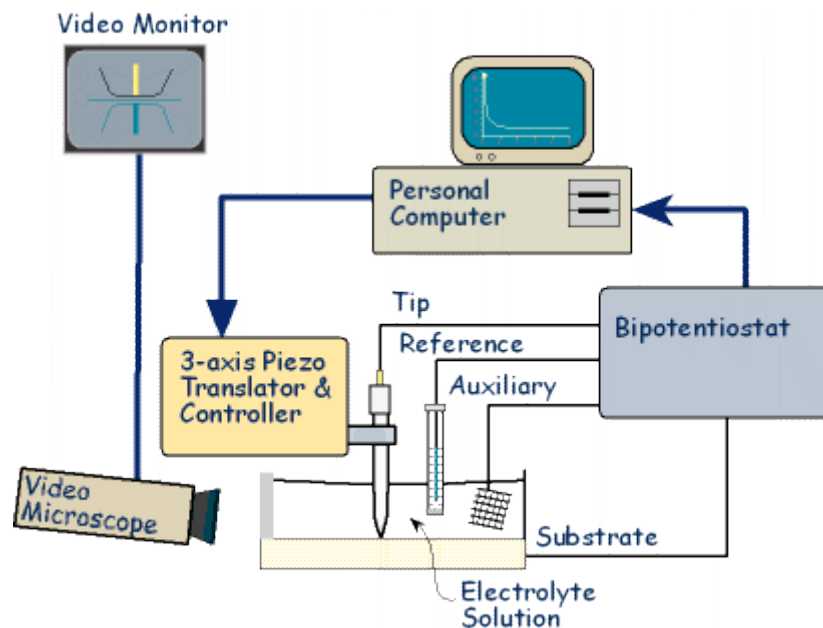 Video Monitor
Personal
Computer
Tip
Reference
Auxiliary
Bipotentiostat
3-axis Piezo
Translator &
Controller
Video
Microscope
Substrate
Electrolyte
Solution